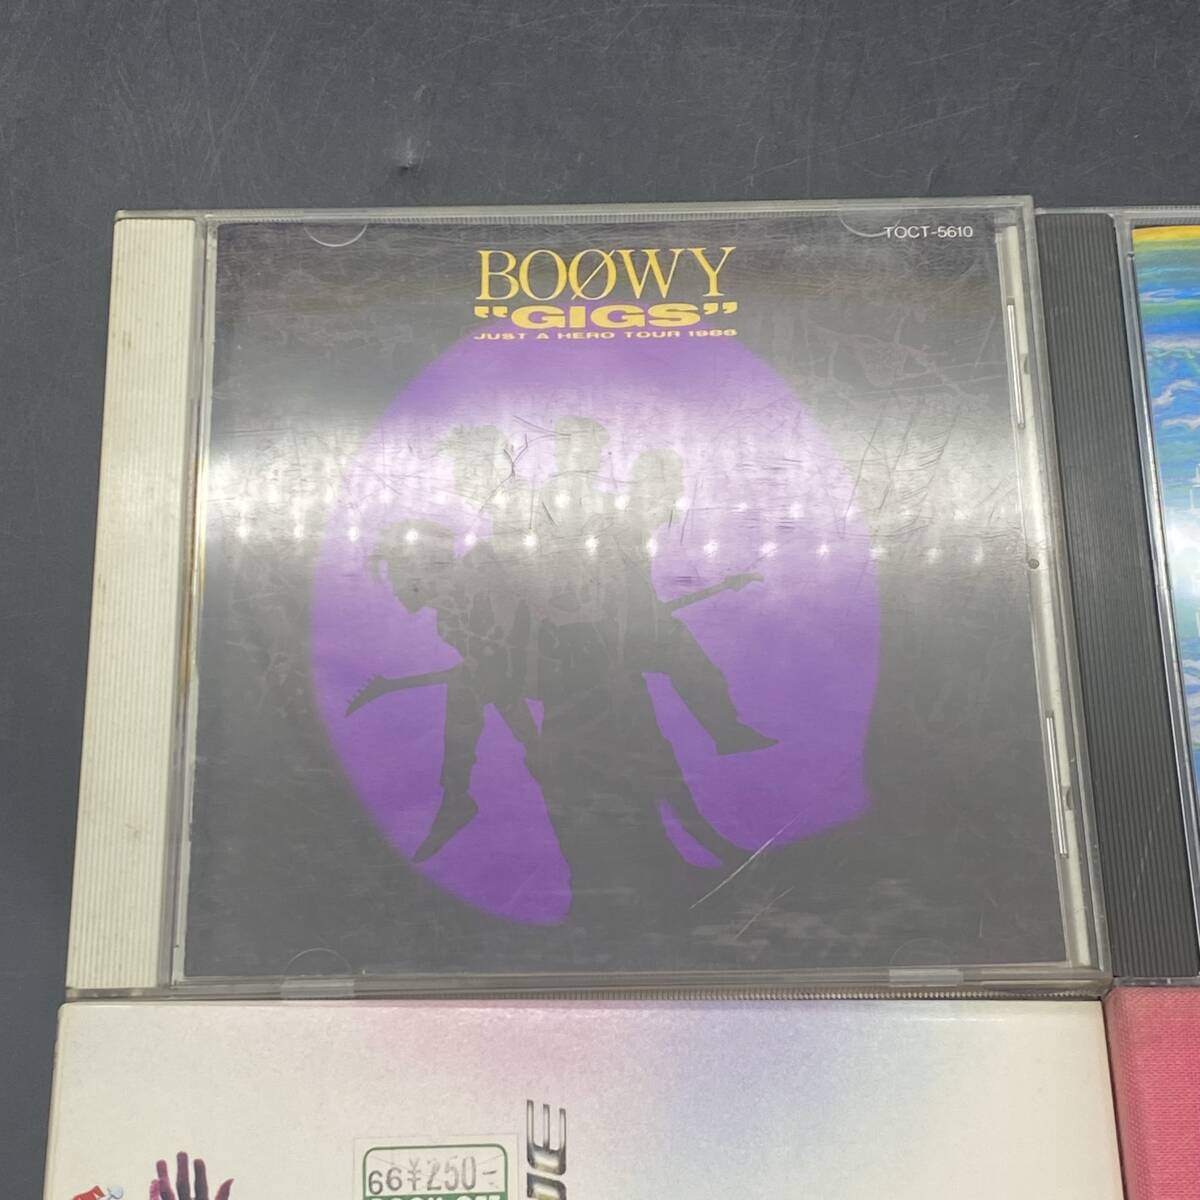 TOCT-5610
BOØWY
"GIGS"
JUST A HERO TOUR 1986
66 ¥250-